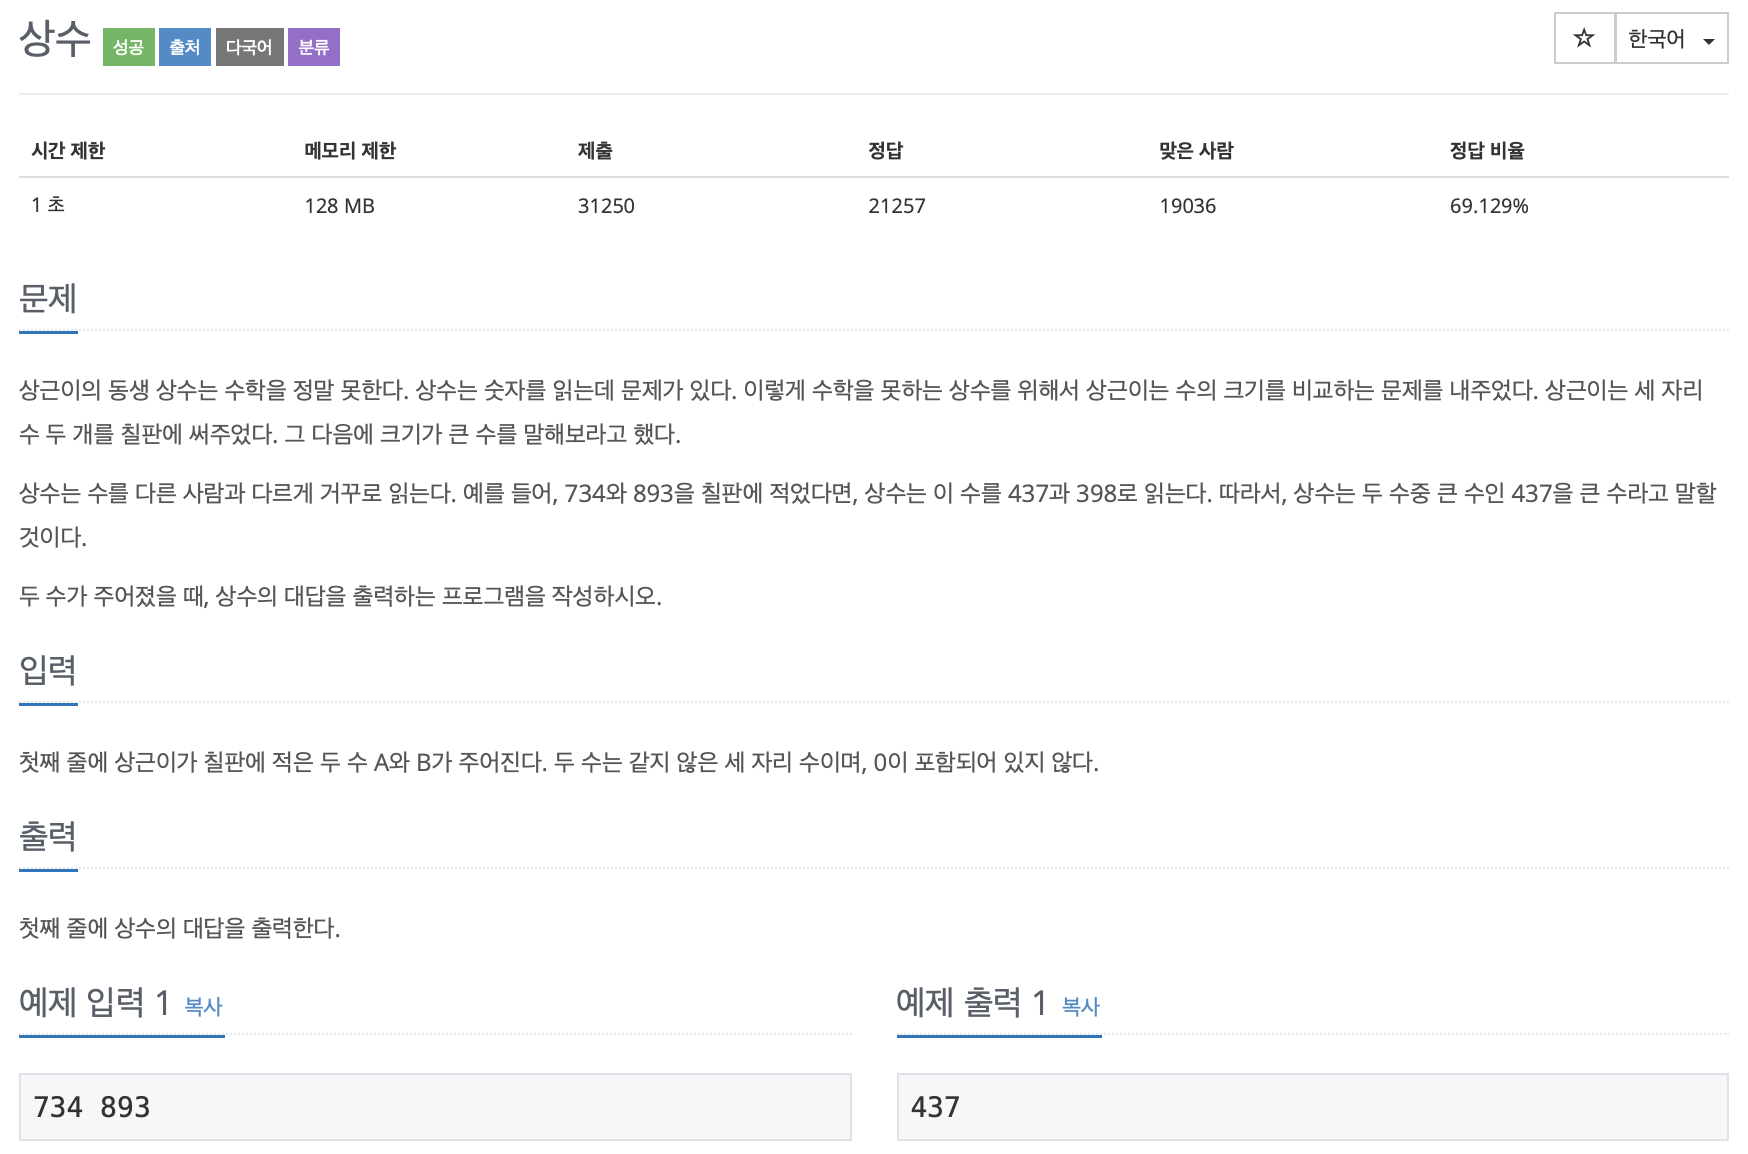 상수 성공 출처 다국어 분류
☆ 한국어
시간 제한 메모리 제한 제출 정답 맞은 사람 정답 비율
1 초 128 MB 31250 21257 19036 69.129%
문제
상근이의 동생 상수는 수학을 정말 못한다. 상수는 숫자를 읽는데 문제가 있다. 이렇게 수학을 못하는 상수를 위해서 상근이는 수의 크기를 비교하는 문제를 내주었다. 상근이는 세 자리
수 두 개를 칠판에 써주었다. 그 다음에 크기가 큰 수를 말해보라고 했다.
상수는 수를 다른 사람과 다르게 거꾸로 읽는다. 예를 들어, 734와 893을 칠판에 적었다면, 상수는 이 수를 437과 398로 읽는다. 따라서, 상수는 두 수중 큰 수인 437을 큰 수라고 말할
것이다.
두 수가 주어졌을 때, 상수의 대답을 출력하는 프로그램을 작성하시오.
입력
첫째 줄에 상근이가 칠판에 적은 두 수 A와 B가 주어진다. 두 수는 같지 않은 세 자리 수이며, 0이 포함되어 있지 않다.
출력
첫째 줄에 상수의 대답을 출력한다.
예제 입력 1 복사
734 893
예제 출력 1 복사
437